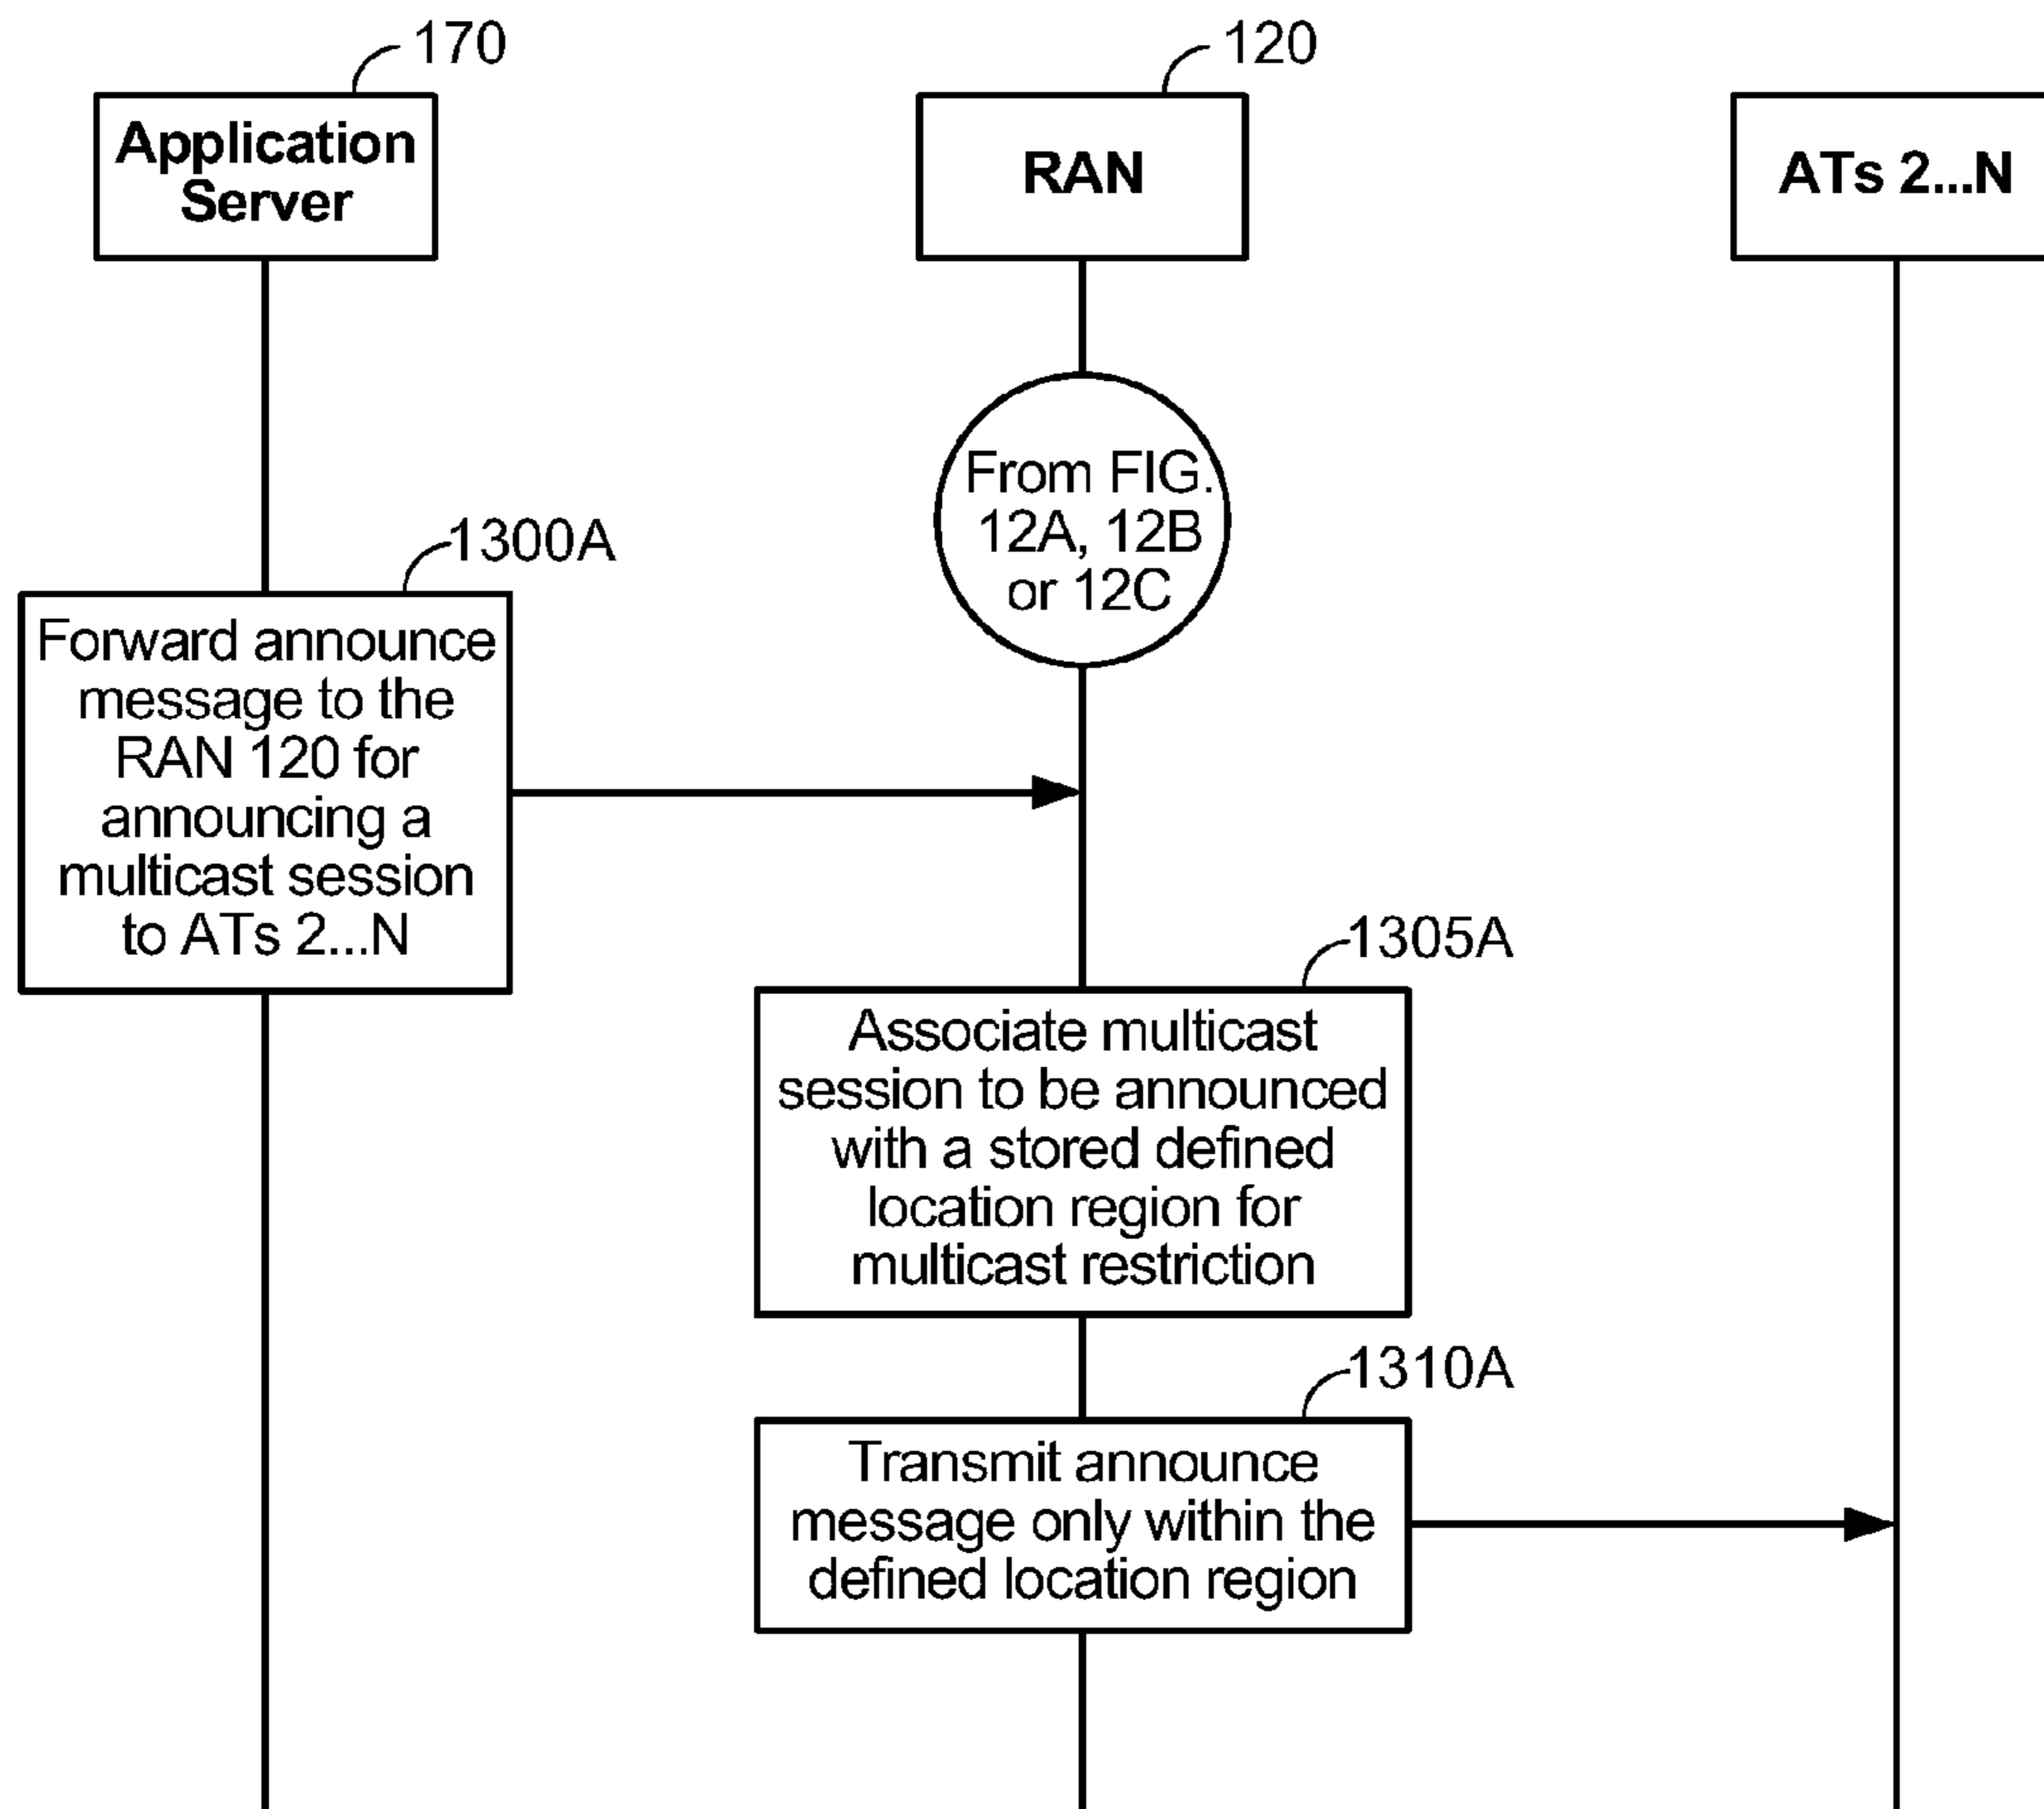 170
120
Application
Server
RAN
ATs 2...N
From FIG.
12A, 12B
or 12C
1300A
Forward announce
message to the
RAN 120 for
announcing a
multicast session
to ATs 2...N
1305A
Associate multicast
session to be announced
with a stored defined
location region for
multicast restriction
1310A
Transmit announce
message only within the
defined location region